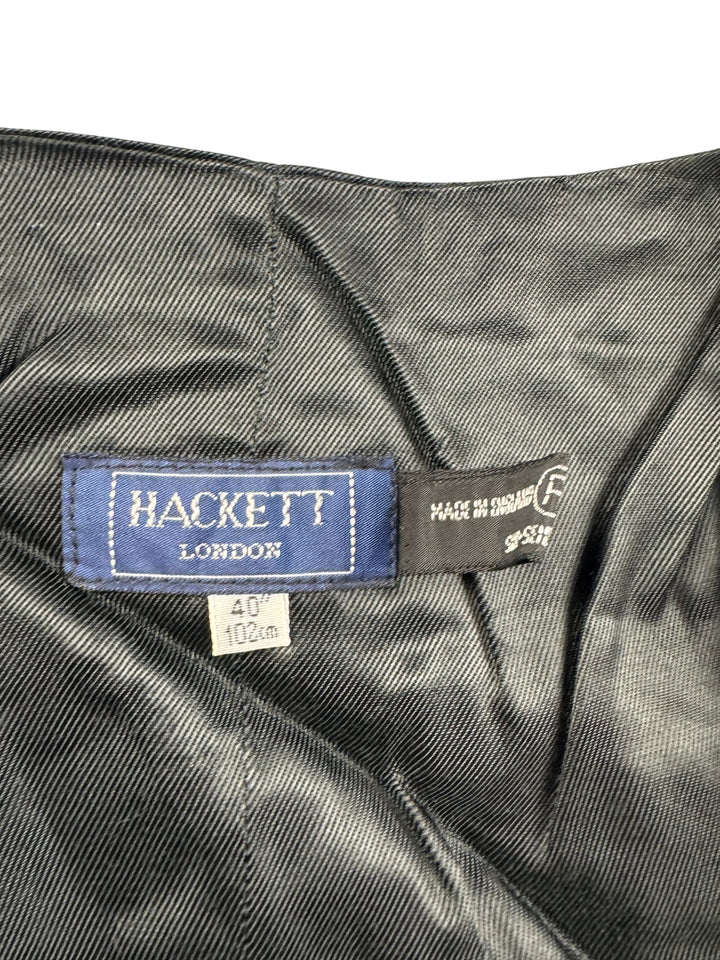 HACKETT
LONDON
MADE IN ENGLAND
40"
102cm